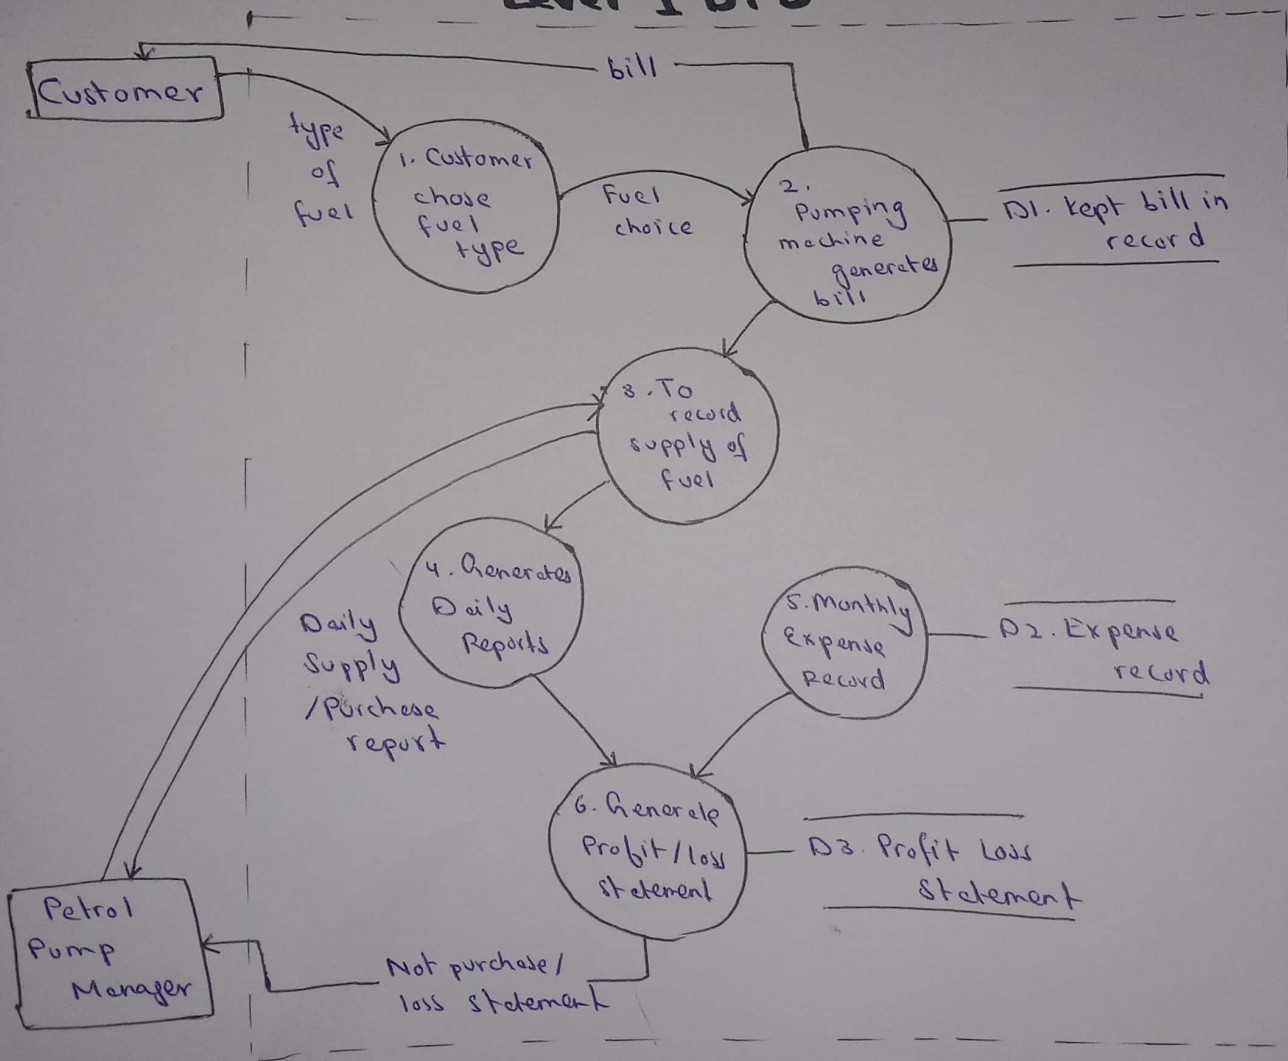 Level 1 DFD
bill
Customer
type
of
fuel
1. Customer
chose
fuel
type
Fuel
choice
2.
Pumping
machine
generates
bill
D1. Kept bill in
record
3. To
record
supply of
fuel
4. Generates
Daily
Reports
Daily
Supply
/Purchase
report
5. Monthly
Expense
Record
D2. Expense
record
6. Generate
Profit/loss
Statement
D3. Profit Loss
Statement
Petrol
Pump
Manager
Not purchase/
loss statement